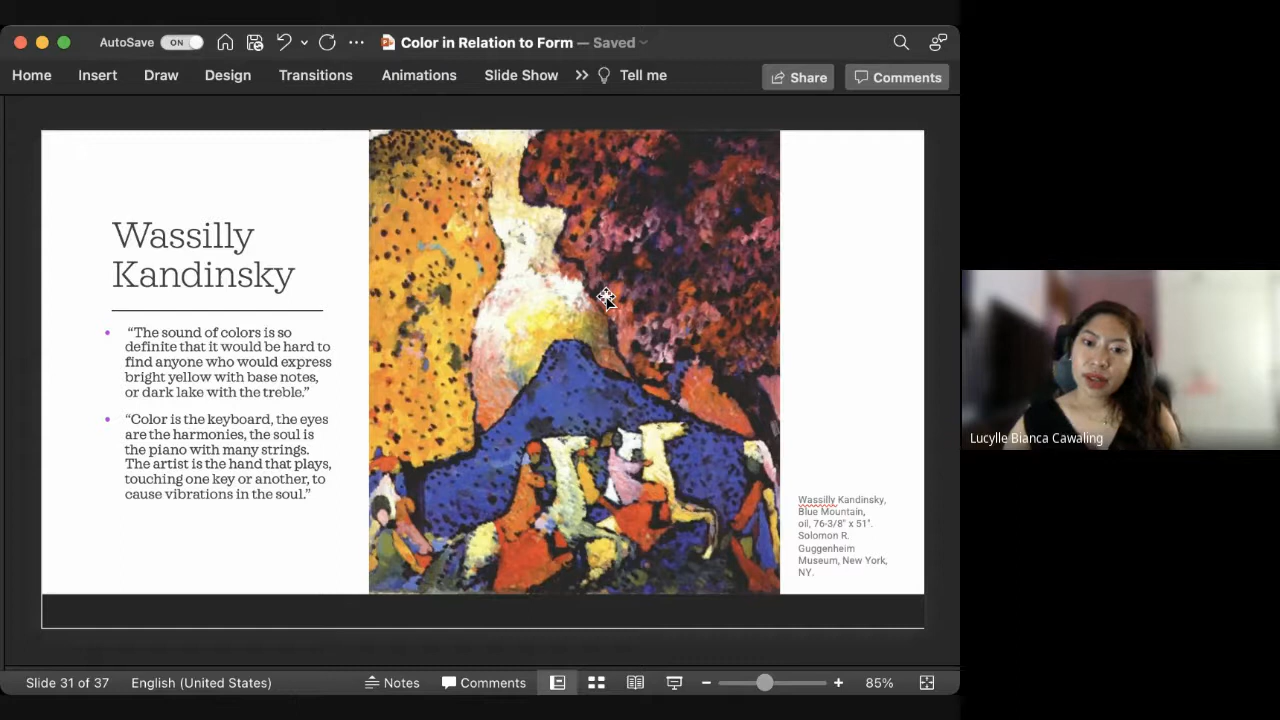 AutoSave ON Color in Relation to Form — Saved
Home Insert Draw Design Transitions Animations Slide Show Tell me Share Comments
Wassilly
Kandinsky
• “The sound of colors is so
definite that it would be hard to
find anyone who would express
bright yellow with base notes,
or dark lake with the treble.”
• “Color is the keyboard, the eyes
are the harmonies, the soul is
the piano with many strings.
The artist is the hand that plays,
touching one key or another, to
cause vibrations in the soul.”
Wassilly Kandinsky,
Blue Mountain,
oil, 76-3/8" x 51".
Solomon R.
Guggenheim
Museum, New York,
NY.
Lucylle Bianca Cawaling
Slide 31 of 37 English (United States) Notes Comments 85%